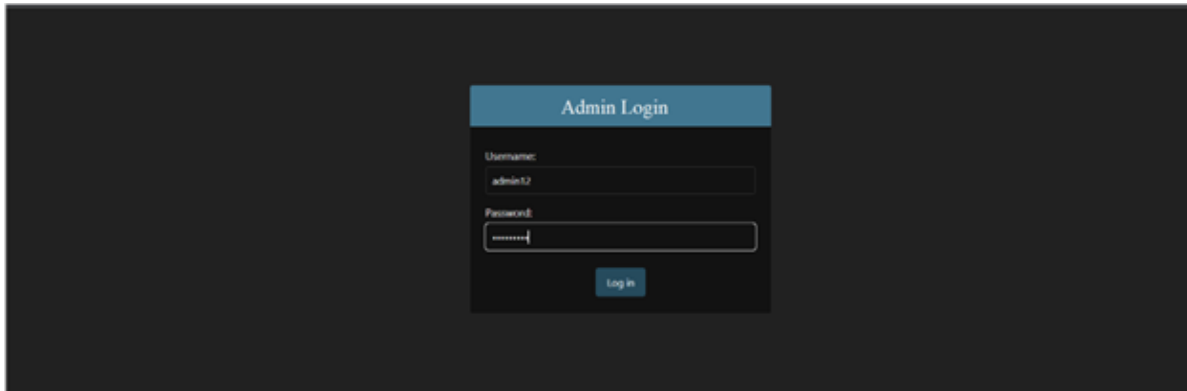 Admin Login
Username:
admin12
Password:
•••••••••
Log in